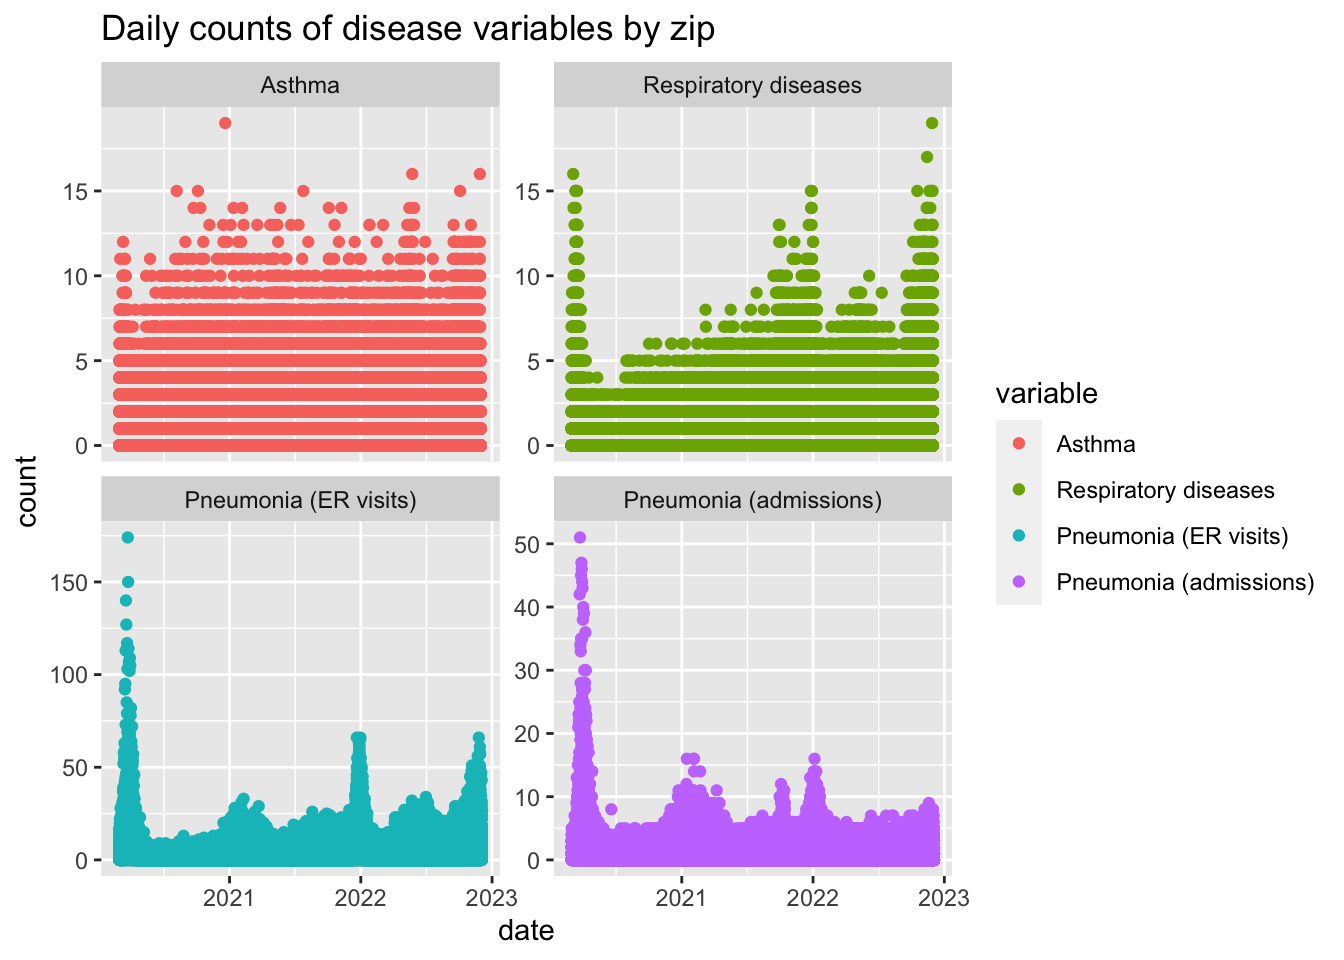 Daily counts of disease variables by zip
Asthma
Respiratory diseases
15
10
5
0
15
10
5
0
Pneumonia (ER visits)
Pneumonia (admissions)
150
100
50
0
50
40
30
20
10
0
2021
2022
2023
2021
2022
2023
date
count
variable
Asthma
Respiratory diseases
Pneumonia (ER visits)
Pneumonia (admissions)